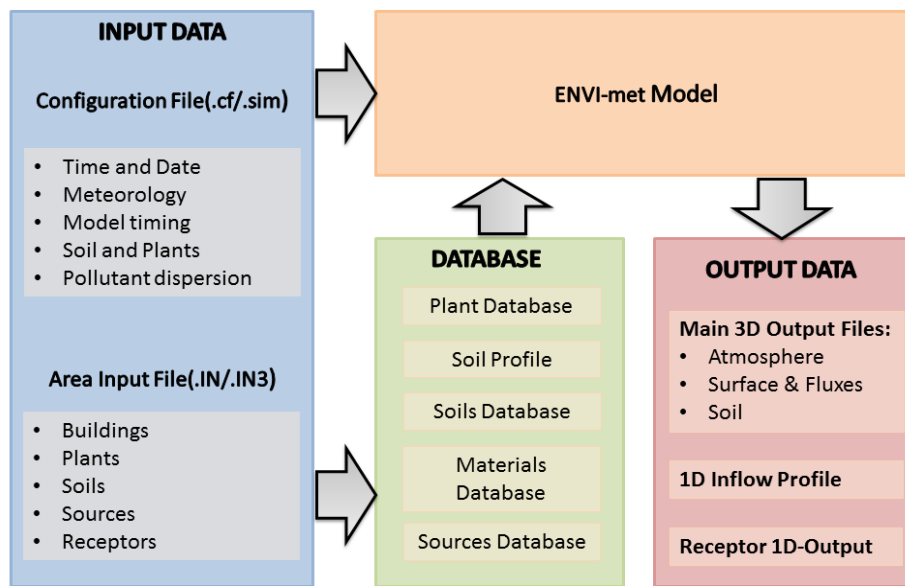 INPUT DATA
Configuration File(.cf/.sim)
• Time and Date
• Meteorology
• Model timing
• Soil and Plants
• Pollutant dispersion
Area Input File(.IN/.IN3)
• Buildings
• Plants
• Soils
• Sources
• Receptors
ENVI-met Model
DATABASE
Plant Database
Soil Profile
Soils Database
Materials
Database
Sources Database
OUTPUT DATA
Main 3D Output Files:
• Atmosphere
• Surface & Fluxes
• Soil
1D Inflow Profile
Receptor 1D-Output